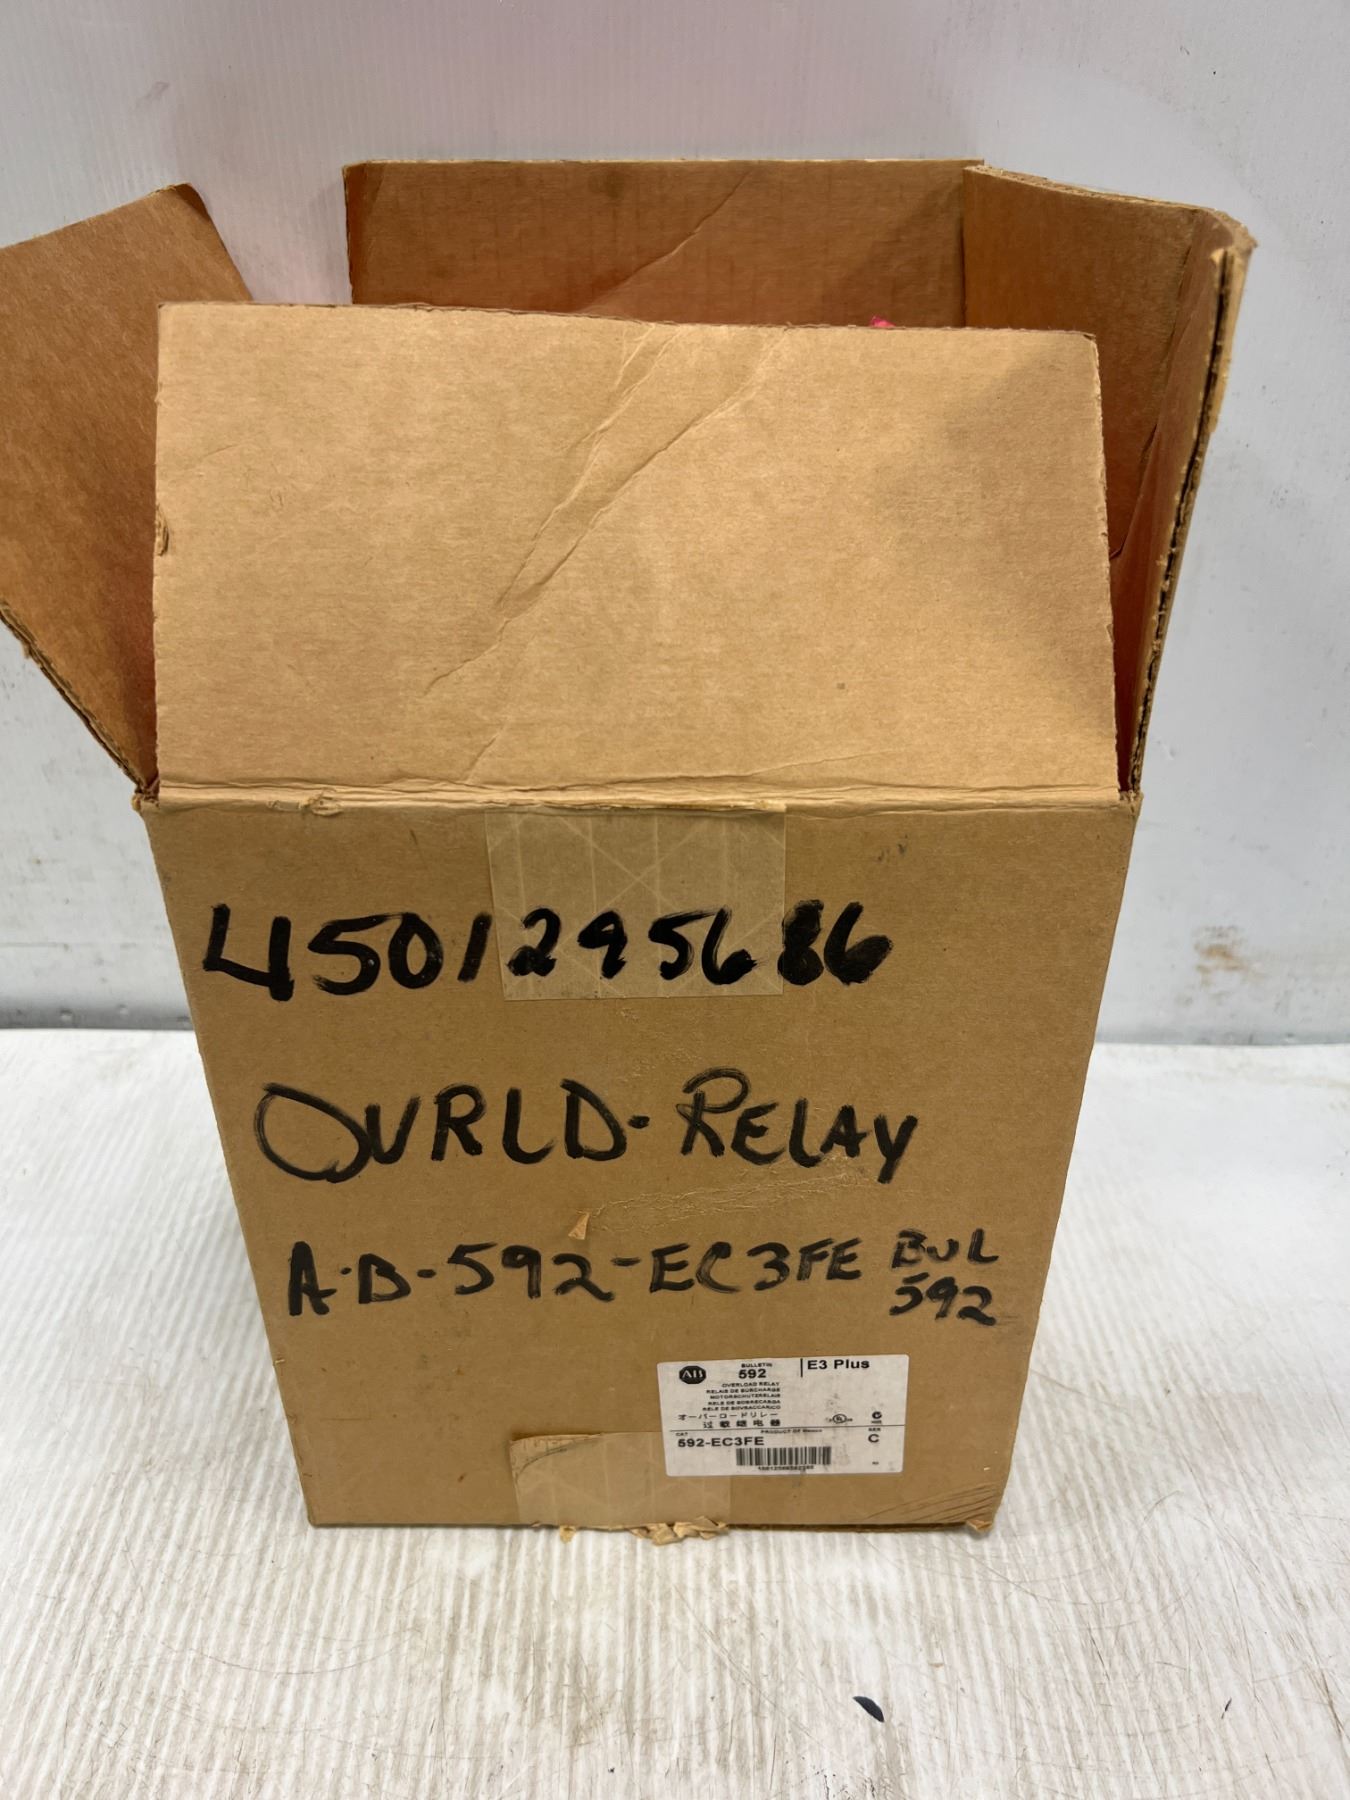 4501295686
OVRLD-RELAY
A-B-592-EC3FE BUL
592
AB
BULLETIN
592
E3 Plus
OVERLOAD RELAY
RELAIS DE SURCHARGE
MOTORSCHUTZRELAIS
RELE DE SOBRECARGA
RELE DE SOVRACCARICO
オーバーロードリレー
过载继电器
CAT
PRODUCT OF Mexico
SER
592-EC3FE
C